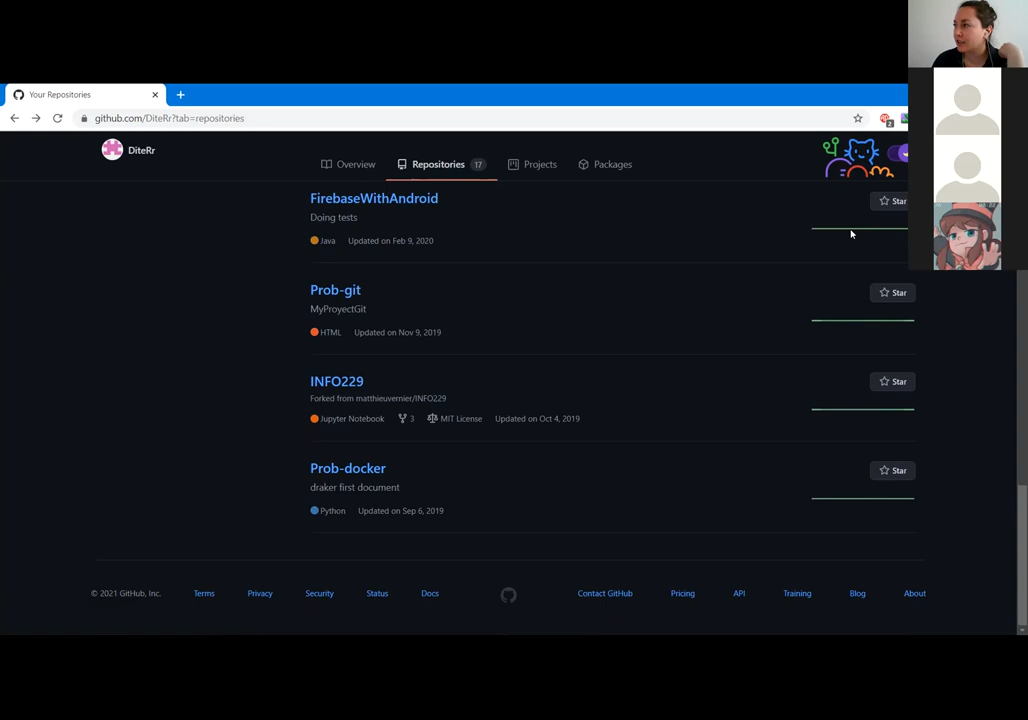 Your Repositories
github.com/DiteRr?tab=repositories
2
DiteRr
Overview
Repositories 17
Projects
Packages
FirebaseWithAndroid
Star
Doing tests
Java Updated on Feb 9, 2020
Prob-git
Star
MyProyectGit
HTML Updated on Nov 9, 2019
INFO229
Star
Forked from matthieuvernier/INFO229
Jupyter Notebook 3 MIT License Updated on Oct 4, 2019
Prob-docker
Star
draker first document
Python Updated on Sep 6, 2019
© 2021 GitHub, Inc. Terms Privacy Security Status Docs Contact GitHub Pricing API Training Blog About